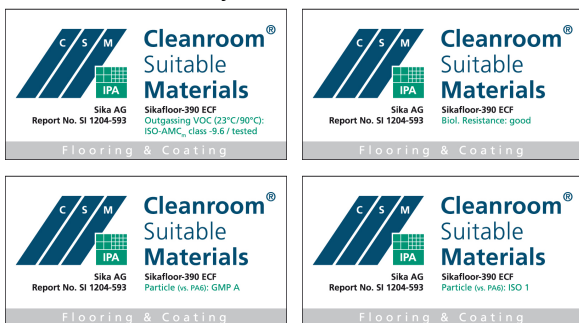 C S M
IPA
Cleanroom®
Suitable
Materials
Sika AG
Report No. SI 1204-593
Sikafloor-390 ECF
Outgassing VOC (23°C/90°C):
ISO-AMCm class -9.6 / tested
Flooring & Coating
C S M
IPA
Cleanroom®
Suitable
Materials
Sika AG
Report No. SI 1204-593
Sikafloor-390 ECF
Biol. Resistance: good
Flooring & Coating
C S M
IPA
Cleanroom®
Suitable
Materials
Sika AG
Report No. SI 1204-593
Sikafloor-390 ECF
Particle (vs. PA6): GMP A
Flooring & Coating
C S M
IPA
Cleanroom®
Suitable
Materials
Sika AG
Report No. SI 1204-593
Sikafloor-390 ECF
Particle (vs. PA6): ISO 1
Flooring & Coating